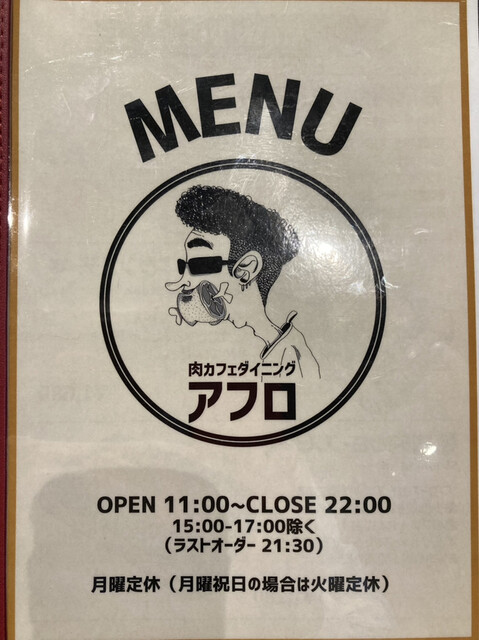 MENU
肉カフェダイニング
アフロ
OPEN 11:00~CLOSE 22:00
15:00-17:00除く
(ラストオーダー 21:30)
月曜定休（月曜祝日の場合は火曜定休）